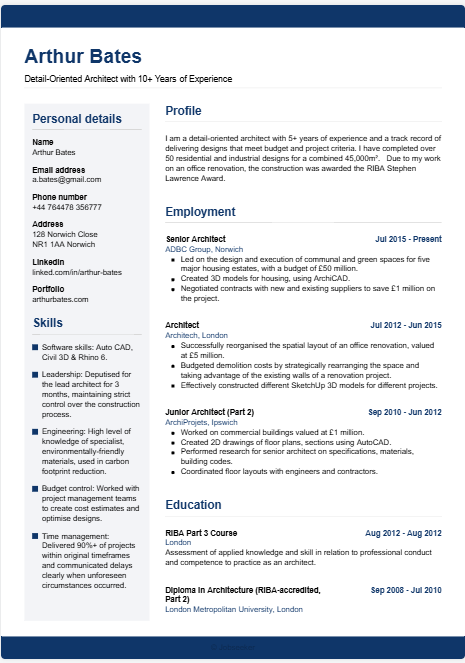 Arthur Bates
Detail-Oriented Architect with 10+ Years of Experience
Personal details
Name
Arthur Bates
Email address
a.bates@gmail.com
Phone number
+44 764478 356777
Address
128 Norwich Close
NR1 1AA Norwich
LinkedIn
linked.com/in/arthur-bates
Portfolio
arthurbates.com
Skills
Software skills: Auto CAD,
Civil 3D & Rhino 6.
Leadership: Deputised for
the lead architect for 3
months, maintaining strict
control over the construction
process.
Engineering: High level of
knowledge of specialist,
environmentally-friendly
materials, used in carbon
footprint reduction.
Budget control: Worked with
project management teams
to create cost estimates and
optimise designs.
Time management:
Delivered 90%+ of projects
within original timeframes
and communicated delays
clearly when unforeseen
circumstances occurred.
Profile
I am a detail-oriented architect with 5+ years of experience and a track record of
delivering designs that meet budget and project criteria. I have completed over
50 residential and industrial designs for a combined 45,000m². Due to my work
on an office renovation, the construction was awarded the RIBA Stephen
Lawrence Award.
Employment
Senior Architect Jul 2015 - Present
ADBC Group, Norwich
Led on the design and execution of communal and green spaces for five
major housing estates, with a budget of £50 million.
Created 3D models for housing, using ArchiCAD.
Negotiated contracts with new and existing suppliers to save £1 million on
the project.
Architect Jul 2012 - Jun 2015
Architech, London
Successfully reorganised the spatial layout of an office renovation, valued
at £5 million.
Budgeted demolition costs by strategically rearranging the space and
taking advantage of the existing walls of a renovation project.
Effectively constructed different SketchUp 3D models for different projects.
Junior Architect (Part 2) Sep 2010 - Jun 2012
ArchiProjets, Ipswich
Worked on commercial buildings valued at £1 million.
Created 2D drawings of floor plans, sections using AutoCAD.
Performed research for senior architect on specifications, materials,
building codes.
Coordinated floor layouts with engineers and contractors.
Education
RIBA Part 3 Course Aug 2012 - Aug 2012
London
Assessment of applied knowledge and skill in relation to professional conduct
and competence to practice as an architect.
Diploma in Architecture (RIBA-accredited, Sep 2008 - Jul 2010
Part 2)
London Metropolitan University, London